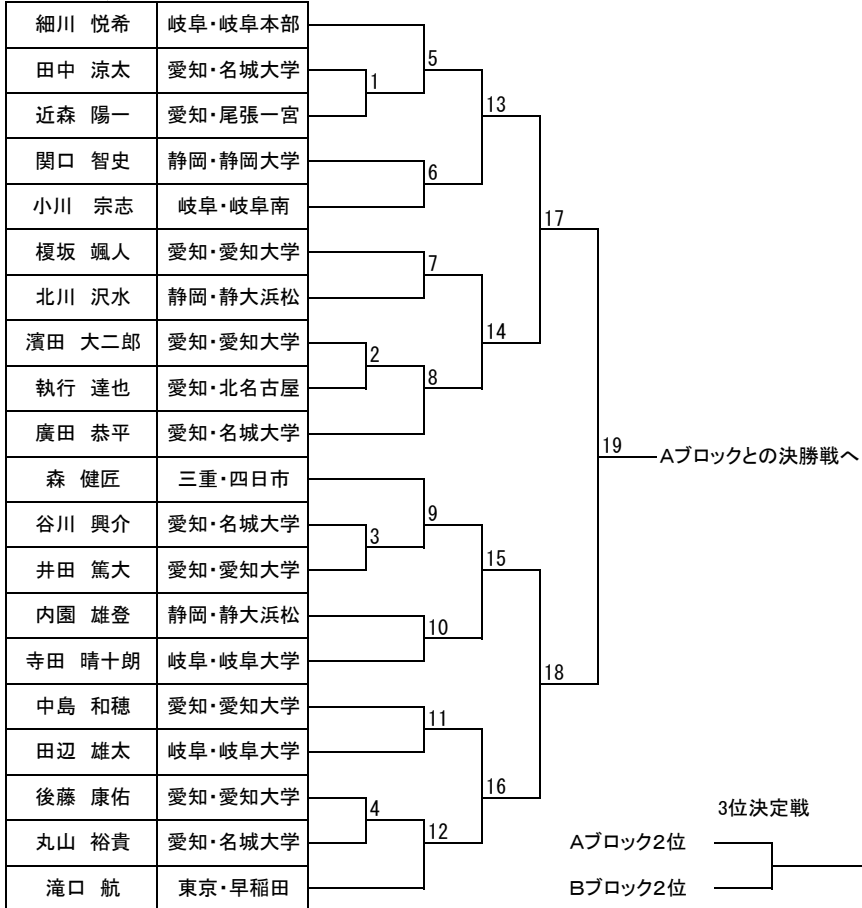 細川 悦希 岐阜・岐阜本部
田中 涼太 愛知・名城大学
近森 陽一 愛知・尾張一宮
関口 智史 静岡・静岡大学
小川 宗志 岐阜・岐阜南
榎坂 颯人 愛知・愛知大学
北川 沢水 静岡・静大浜松
濱田 大二郎 愛知・愛知大学
執行 達也 愛知・北名古屋
廣田 恭平 愛知・名城大学
森 健匠 三重・四日市
谷川 興介 愛知・名城大学
井田 篤大 愛知・愛知大学
内園 雄登 静岡・静大浜松
寺田 晴十朗 岐阜・岐阜大学
中島 和穂 愛知・愛知大学
田辺 雄太 岐阜・岐阜大学
後藤 康佑 愛知・愛知大学
丸山 裕貴 愛知・名城大学
滝口 航 東京・早稲田
1
2
3
4
5
6
7
8
9
10
11
12
13
14
15
16
17
18
19
Aブロックとの決勝戦へ
3位決定戦
Aブロック2位
Bブロック2位